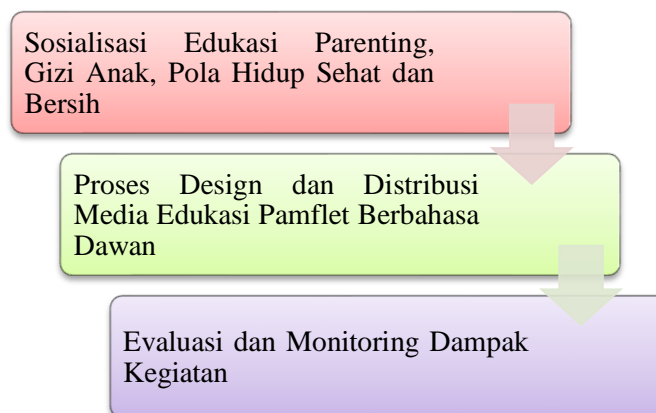 Sosialisasi Edukasi Parenting,
Gizi Anak, Pola Hidup Sehat dan
Bersih
Proses Design dan Distribusi
Media Edukasi Pamflet Berbahasa
Dawan
Evaluasi dan Monitoring Dampak
Kegiatan